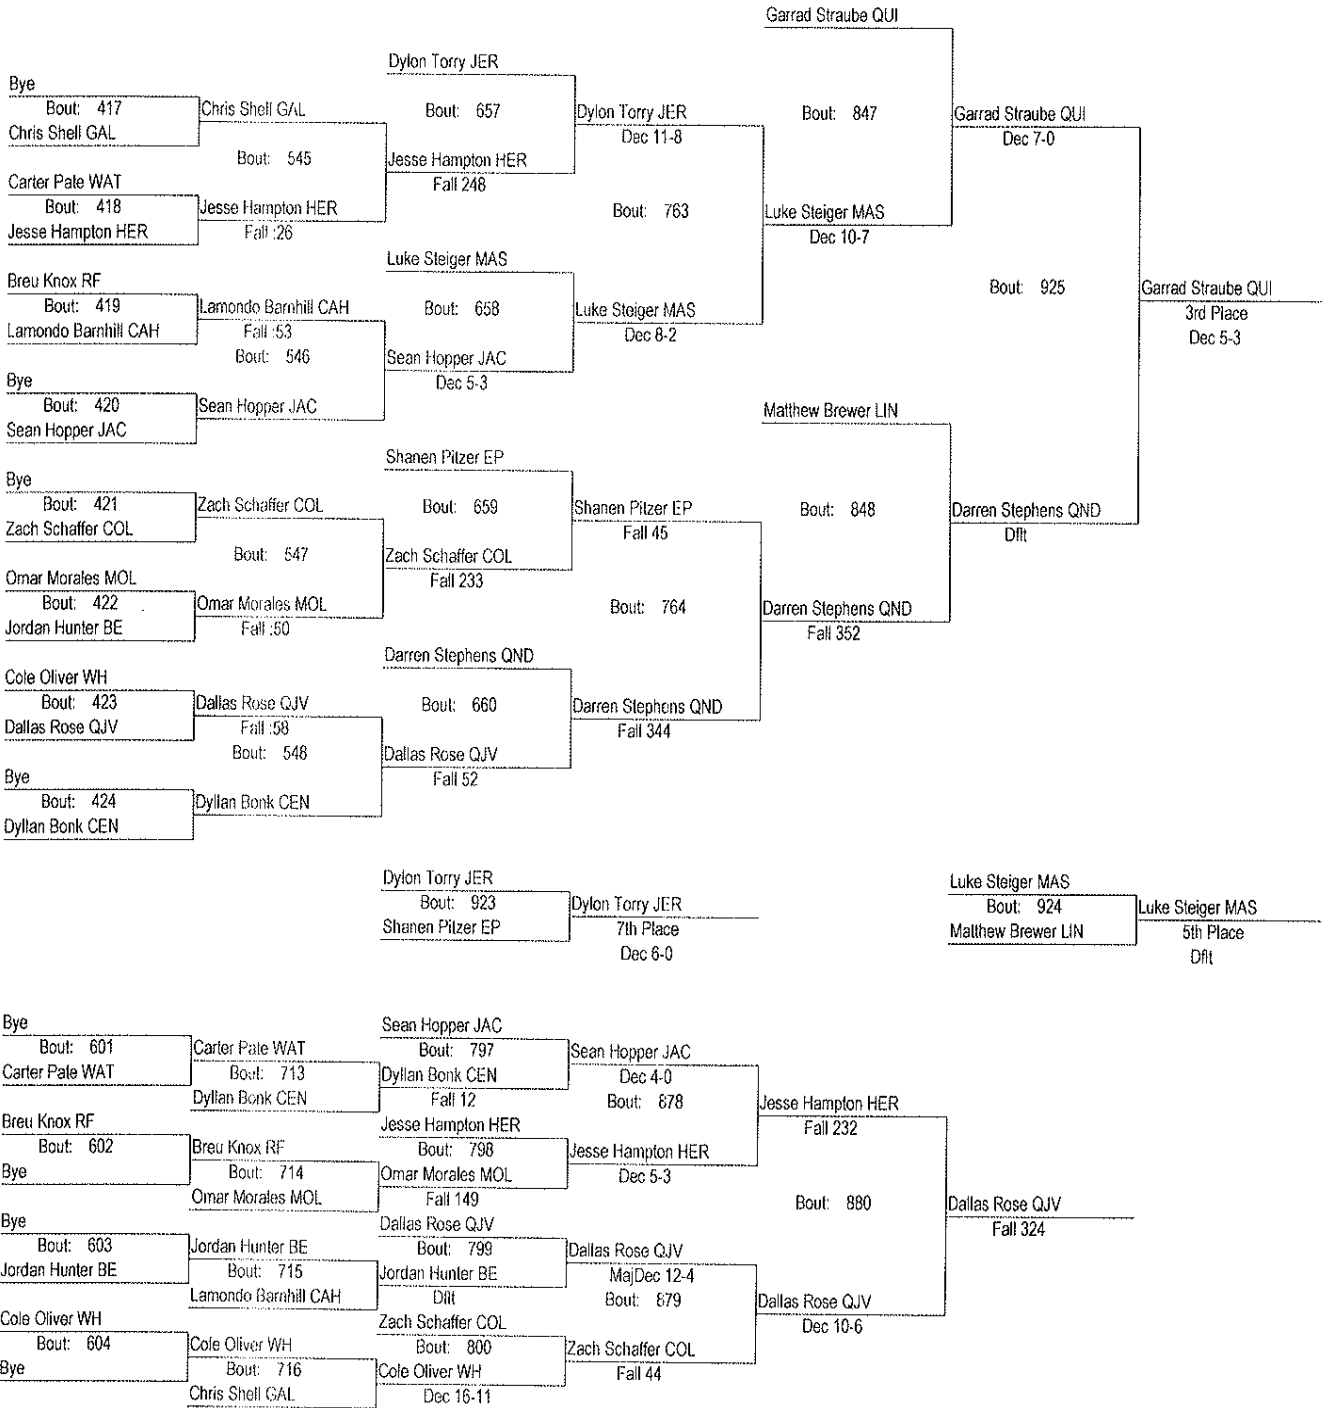 Garrad Straube QUI
Dylon Torry JER
Bye
Bout: 417
Chris Shell GAL
Bout: 657
Dylon Torry JER
Bout: 847
Garrad Straube QUI
Chris Shell GAL
Dec 11-8
Dec 7-0
Bout: 545
Jesse Hampton HER
Fall 248
Carter Pate WAT
Bout: 418
Jesse Hampton HER
Bout: 763
Luke Steiger MAS
Jesse Hampton HER
Fall :26
Dec 10-7
Luke Steiger MAS
Breu Knox RF
Bout: 419
Lamondo Barnhill CAH
Bout: 658
Luke Steiger MAS
Bout: 925
Garrad Straube QUI
Lamondo Barnhill CAH
Fall :53
Dec 8-2
3rd Place
Bout: 546
Sean Hopper JAC
Dec 5-3
Bye
Dec 5-3
Bout: 420
Sean Hopper JAC
Matthew Brewer LIN
Sean Hopper JAC
Shanen Pitzer EP
Bye
Bout: 421
Zach Schaffer COL
Bout: 659
Shanen Pitzer EP
Bout: 848
Darren Stephens QND
Zach Schaffer COL
Fall 45
Dflt
Bout: 547
Zach Schaffer COL
Omar Morales MOL
Fall 233
Bout: 422
Omar Morales MOL
Bout: 764
Darren Stephens QND
Jordan Hunter BE
Fall :50
Fall 352
Darren Stephens QND
Cole Oliver WH
Bout: 423
Dallas Rose QJV
Bout: 660
Darren Stephens QND
Dallas Rose QJV
Fall :58
Fall 344
Bout: 548
Dallas Rose QJV
Bye
Fall 52
Bout: 424
Dyllan Bonk CEN
Dyllan Bonk CEN
Dylon Torry JER
Luke Steiger MAS
Bout: 923
Dylon Torry JER
Bout: 924
Luke Steiger MAS
Shanen Pitzer EP
7th Place
Matthew Brewer LIN
5th Place
Dec 6-0
Dflt
Bye
Sean Hopper JAC
Bout: 601
Carter Pate WAT
Bout: 797
Sean Hopper JAC
Carter Pate WAT
Bout: 713
Dyllan Bonk CEN
Dec 4-0
Dyllan Bonk CEN
Fall 12
Bout: 878
Jesse Hampton HER
Breu Knox RF
Jesse Hampton HER
Fall 232
Bout: 602
Breu Knox RF
Bout: 798
Jesse Hampton HER
Bye
Bout: 714
Omar Morales MOL
Dec 5-3
Omar Morales MOL
Fall 149
Bout: 880
Dallas Rose QJV
Bye
Dallas Rose QJV
Fall 324
Bout: 603
Jordan Hunter BE
Bout: 799
Dallas Rose QJV
Jordan Hunter BE
Bout: 715
Jordan Hunter BE
MajDec 12-4
Lamondo Barnhill CAH
Dflt
Bout: 879
Dallas Rose QJV
Cole Oliver WH
Zach Schaffer COL
Dec 10-6
Bout: 604
Cole Oliver WH
Bout: 800
Zach Schaffer COL
Bye
Bout: 716
Cole Oliver WH
Fall 44
Chris Shell GAL
Dec 16-11